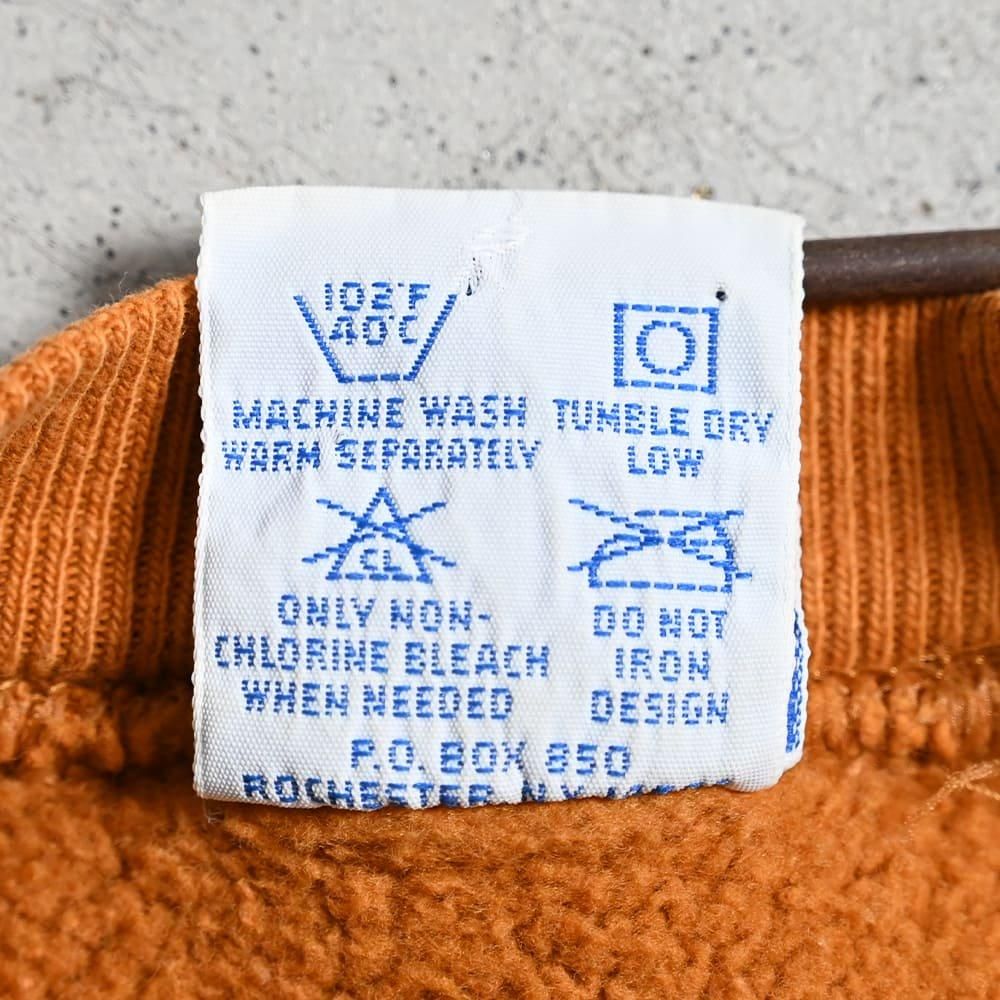 102°F
40°C
MACHINE WASH
WARM SEPARATELY
TUMBLE DRY
LOW
CL
ONLY NON-
CHLORINE BLEACH
WHEN NEEDED
DO NOT
IRON
DESIGN
P.O. BOX 850
ROCHESTER, N.Y.